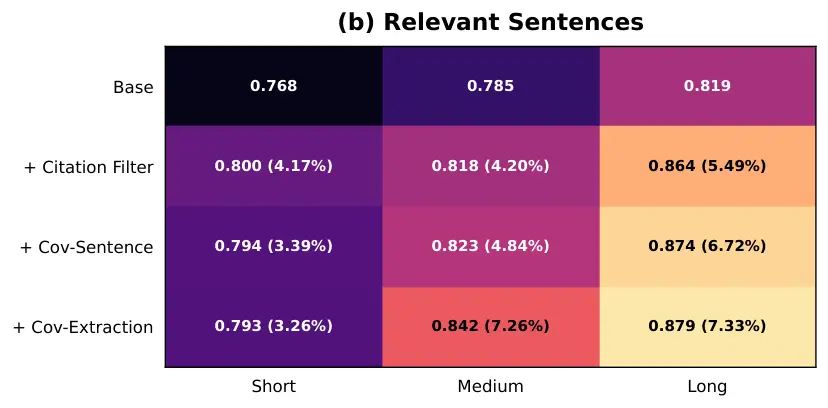 (b) Relevant Sentences
Base 0.768 0.785 0.819
+ Citation Filter 0.800 (4.17%) 0.818 (4.20%) 0.864 (5.49%)
+ Cov-Sentence 0.794 (3.39%) 0.823 (4.84%) 0.874 (6.72%)
+ Cov-Extraction 0.793 (3.26%) 0.842 (7.26%) 0.879 (7.33%)
Short Medium Long